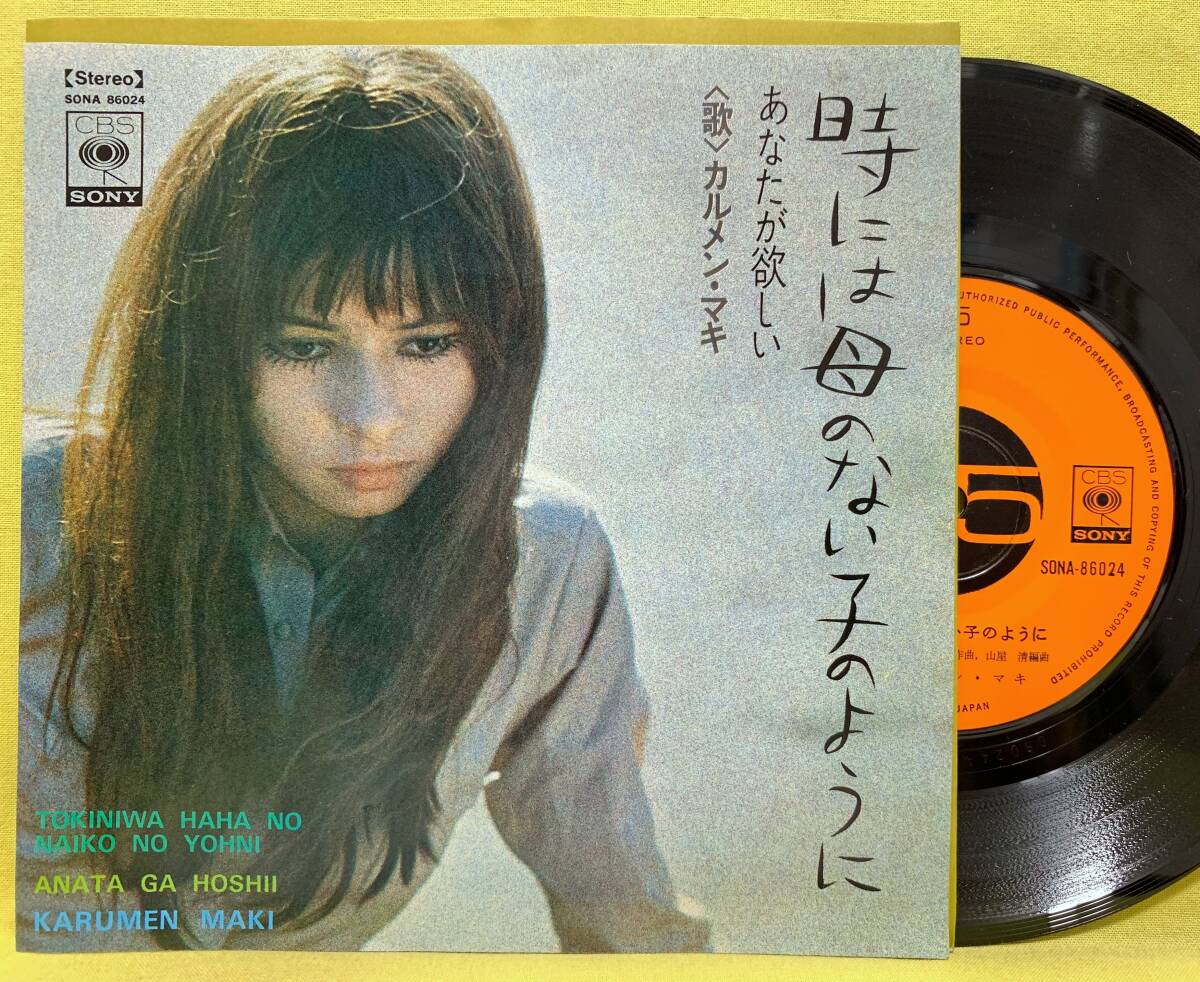 【Stereo】
SONA 86024
CBS
SONY
時には母のない子のように
あなたが欲しい
〈歌〉カルメン・マキ
TOKINIWA HAHA NO
NAIKO NO YOHNI
ANATA GA HOSHII
KARUMEN MAKI
AUTHORIZED PUBLIC PERFORMANCE, BROADCASTING AND COPYING OF THIS RECORD PROHIBITED
CBS
SONY
SONA-86024
子のように
作曲、山屋 清編曲
・マキ
JAPAN